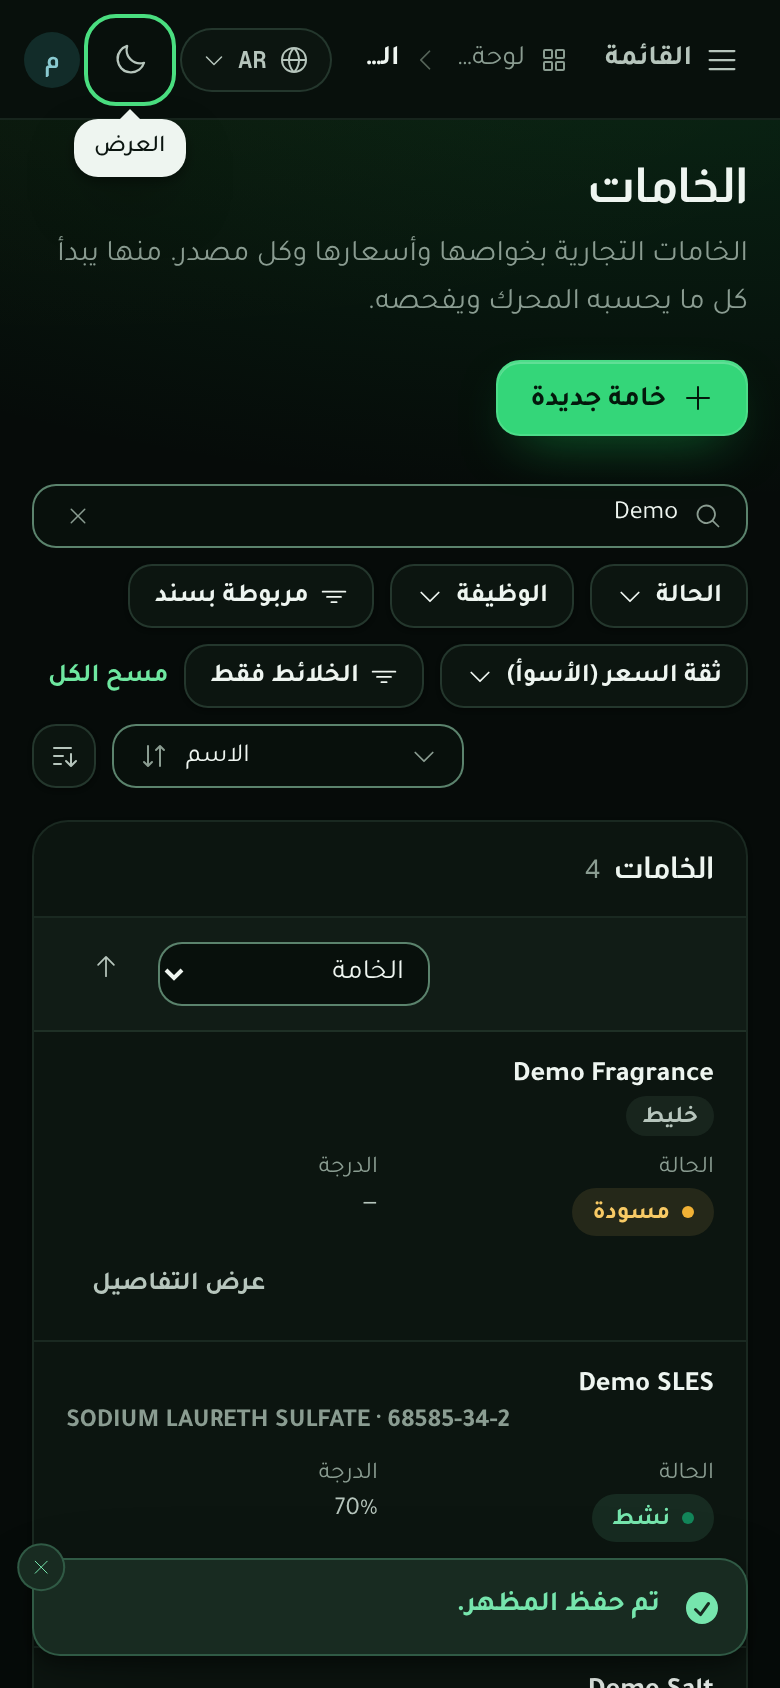 القائمة
لوحة...
الـ...
AR
م
العرض
الخامات
الخامات التجارية بخواصها وأسعارها وكل مصدر. منها يبدأ
كل ما يحسبه المحرك ويفحصه.
خامة جديدة
Demo
الحالة
الوظيفة
مربوطة بسند
ثقة السعر (الأسوأ)
الخلائط فقط
مسح الكل
الاسم
الخامات 4
الخامة
Demo Fragrance
خليط
الحالة
الدرجة
مسودة
–
عرض التفاصيل
Demo SLES
SODIUM LAURETH SULFATE · 68585-34-2
الحالة
الدرجة
نشط
70%
تم حفظ المظهر.
Demo Salt